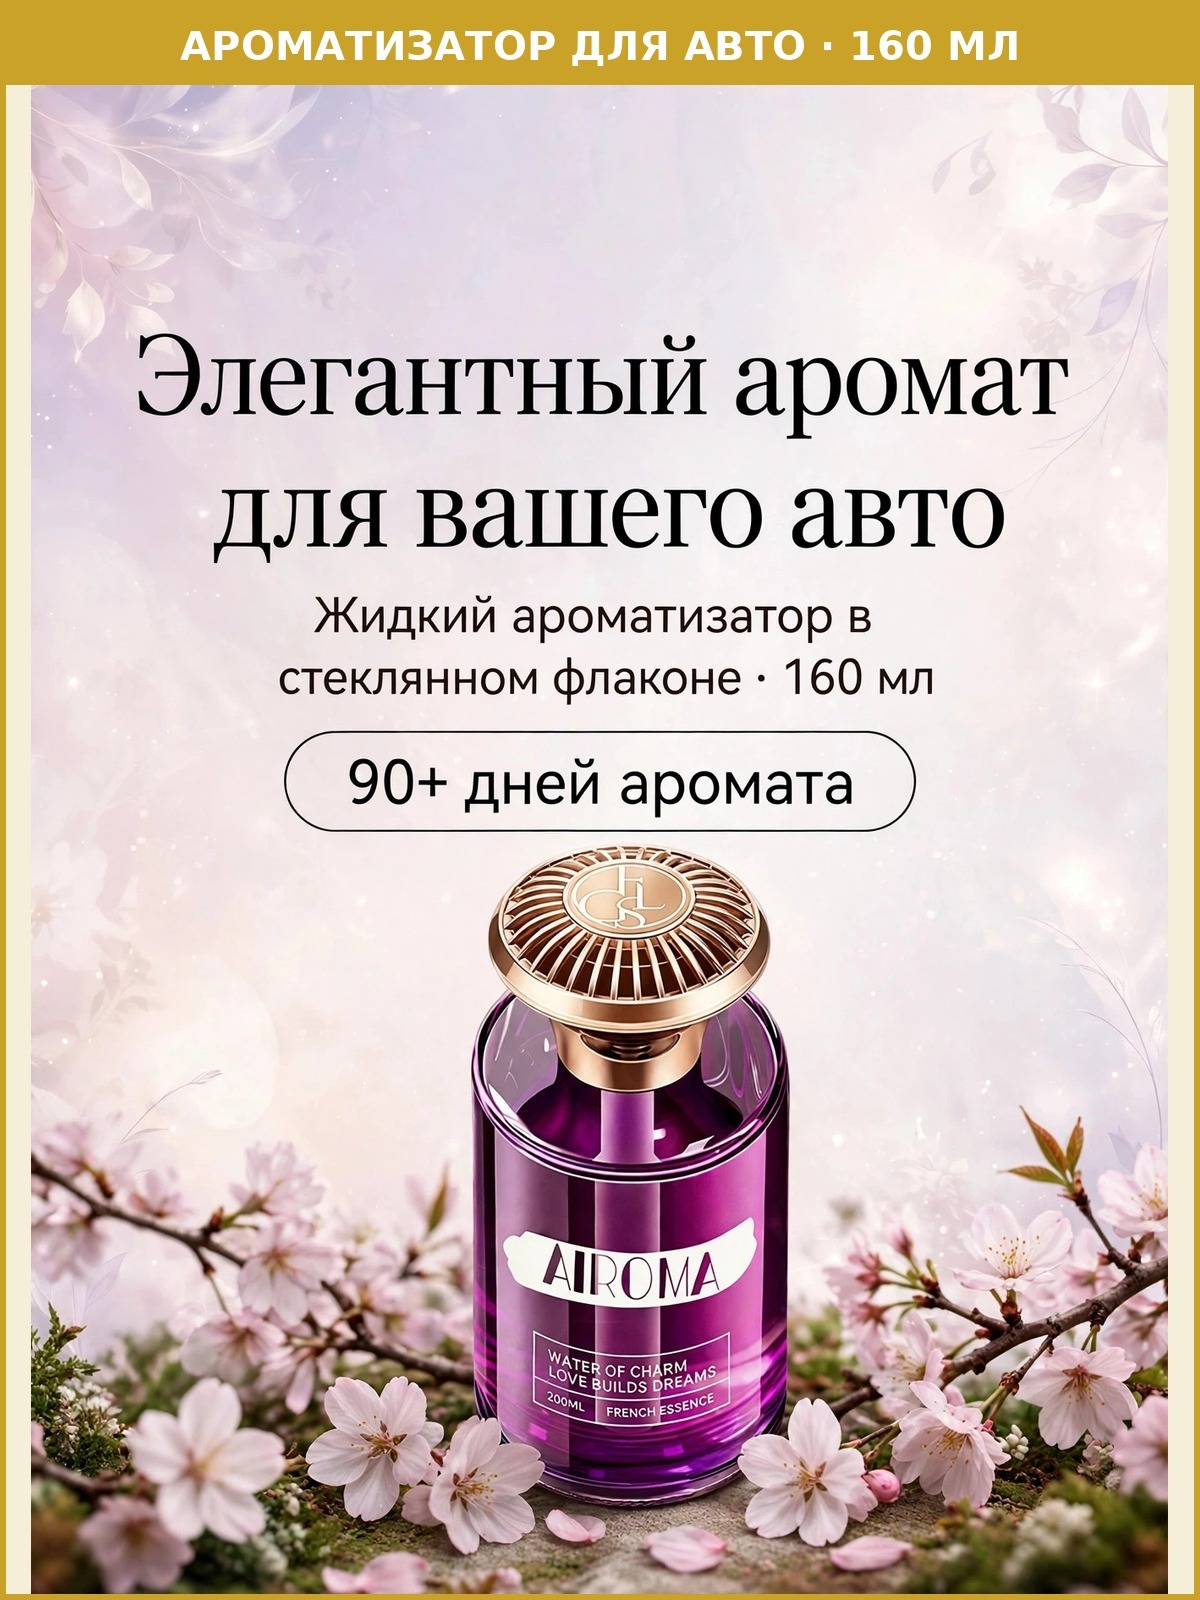 АРОМАТИЗАТОР ДЛЯ АВТО · 160 МЛ
Элегантный аромат
для вашего авто
Жидкий ароматизатор в
стеклянном флаконе · 160 мл
90+ дней аромата
AIROMA
WATER OF CHARM
LOVE BUILDS DREAMS
200ML FRENCH ESSENCE